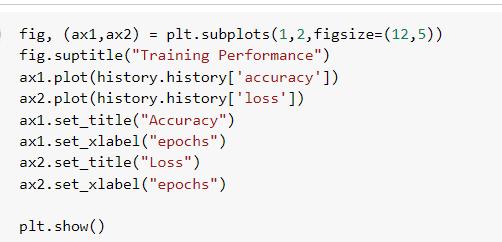 fig, (ax1,ax2) = plt.subplots(1,2,figsize=(12,5))
fig.suptitle("Training Performance")
ax1.plot(history.history['accuracy'])
ax2.plot(history.history['loss'])
ax1.set_title("Accuracy")
ax1.set_xlabel("epochs")
ax2.set_title("Loss")
ax2.set_xlabel("epochs")
plt.show()